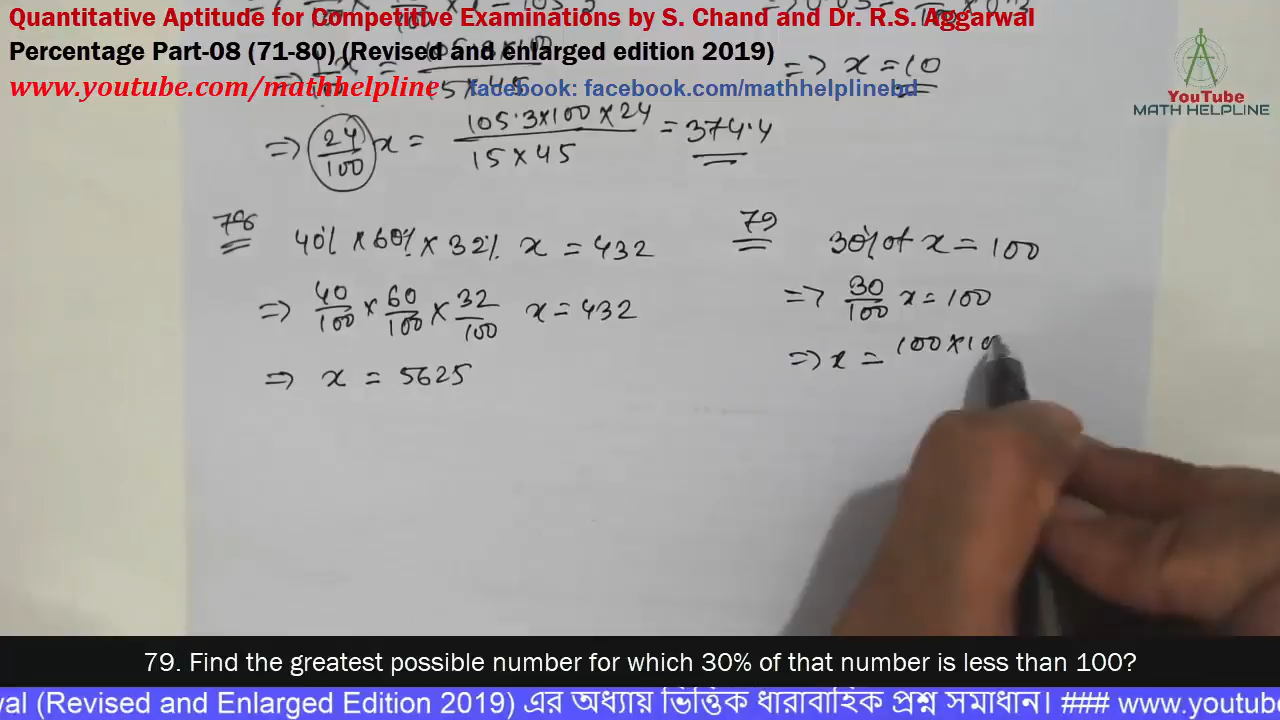 Quantitative Aptitude for Competitive Examinations by S. Chand and Dr. R.S. Aggarwal
Percentage Part-08 (71-80) (Revised and enlarged edition 2019)
www.youtube.com/mathhelpline facebook: facebook.com/mathhelplinebd
YouTube
MATH HELPLINE
=> x = 10
=> 24/100 x = 105.3×100×24 / 15×45 = 374.4
78
40% × 60% × 32% x = 432
=> 40/100 × 60/100 × 32/100 x = 432
=> x = 5625
79
30% of x = 100
=> 30/100 x = 100
=> x = 100×10
79. Find the greatest possible number for which 30% of that number is less than 100?
wal (Revised and Enlarged Edition 2019) এর অধ্যায় ভিত্তিক ধারাবাহিক প্রশ্ন সমাধান। ### www.youtube